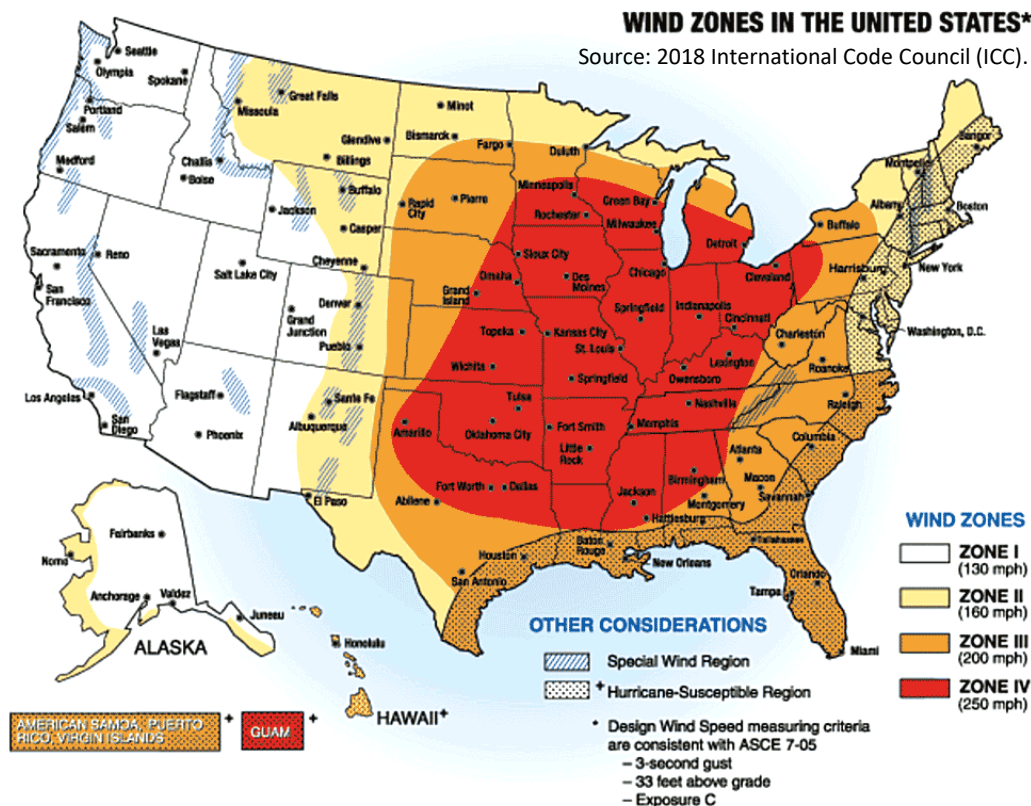 WIND ZONES IN THE UNITED STATES*
Source: 2018 International Code Council (ICC).
Seattle
Olympia
Spokane
Portland
Salem
Medford
Missoula
Great Falls
Minot
Glendive
Bismarck
Fargo
Duluth
Billings
Challis
Boise
Buffalo
Jackson
Rapid City
Pierre
Casper
Cheyenne
Minneapolis
Rochester
Green Bay
Milwaukee
Detroit
Buffalo
Albany
Montpelier
Bangor
Boston
New York
Harrisburg
Washington, D.C.
Cleveland
Chicago
Sioux City
Des Moines
Omaha
Grand Island
Sacramento
San Francisco
Reno
Salt Lake City
Las Vegas
Grand Junction
Denver
Pueblo
Topeka
Kansas City
St. Louis
Springfield
Indianapolis
Cincinnati
Charleston
Roanoke
Lexington
Owensboro
Wichita
Springfield
Los Angeles
San Diego
Flagstaff
Phoenix
Sante Fe
Albuquerque
El Paso
Amarillo
Tulsa
Oklahoma City
Fort Smith
Little Rock
Memphis
Nashville
Raleigh
Columbia
Atlanta
Macon
Savannah
Birmingham
Montgomery
Jackson
Hattiesburg
Fort Worth
Dallas
Abilene
Houston
San Antonio
Baton Rouge
New Orleans
Tallahassee
Orlando
Tampa
Miami
Fairbanks
Nome
Anchorage
Valdez
Juneau
ALASKA
Honolulu
HAWAII+
AMERICAN SAMOA, PUERTO RICO, VIRGIN ISLANDS +
GUAM +
OTHER CONSIDERATIONS
Special Wind Region
+ Hurricane-Susceptible Region
* Design Wind Speed measuring criteria
are consistent with ASCE 7-05
– 3-second gust
– 33 feet above grade
– Exposure C
WIND ZONES
ZONE I
(130 mph)
ZONE II
(160 mph)
ZONE III
(200 mph)
ZONE IV
(250 mph)